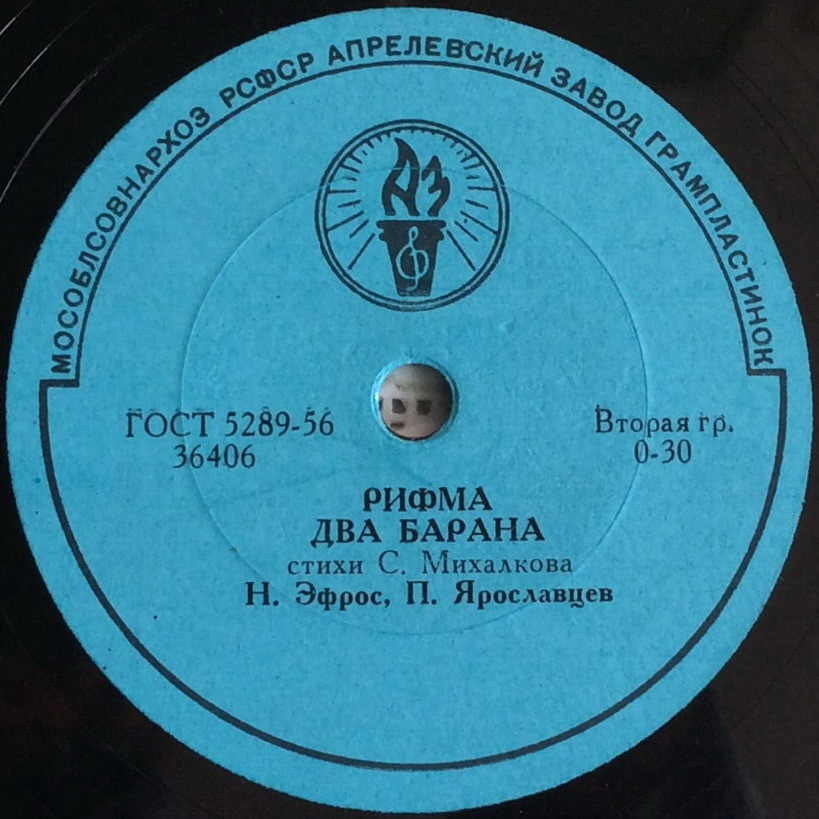 МОСОБЛСОВНАРХОЗ РСФСР АПРЕЛЕВСКИЙ ЗАВОД ГРАМПЛАСТИНОК
АЗ
ГОСТ 5289-56
36406
Вторая гр.
0-30
РИФМА
ДВА БАРАНА
стихи С. Михалкова
Н. Эфрос, П. Ярославцев